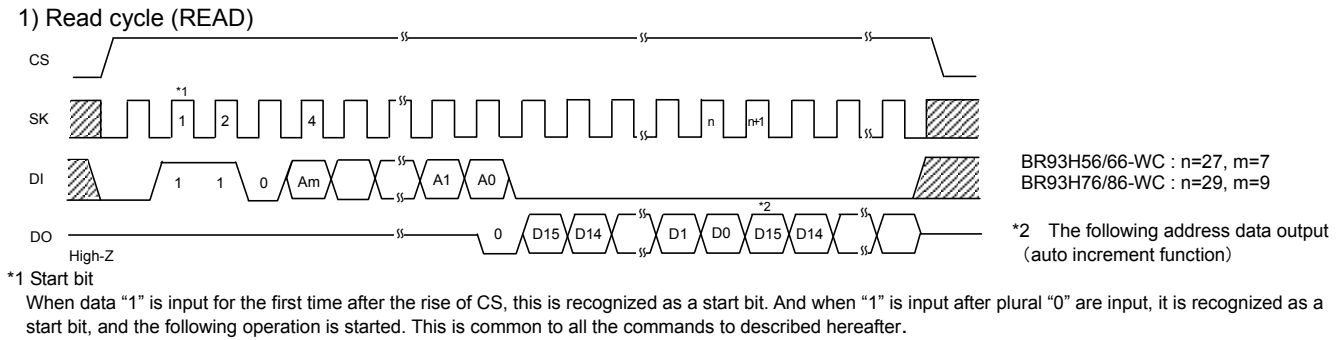 1) Read cycle (READ)
CS
*1
SK
1 2 4 n n+1
DI
1 1 0 Am A1 A0
BR93H56/66-WC : n=27, m=7
BR93H76/86-WC : n=29, m=9
*2
DO
High-Z
0 D15 D14 D1 D0 D15 D14
*2 The following address data output
（auto increment function）
*1 Start bit
When data “1” is input for the first time after the rise of CS, this is recognized as a start bit. And when “1” is input after plural “0” are input, it is recognized as a
start bit, and the following operation is started. This is common to all the commands to described hereafter.